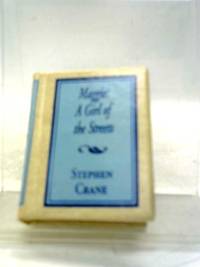 Maggie:
A Girl of
the Streets
STEPHEN
CRANE